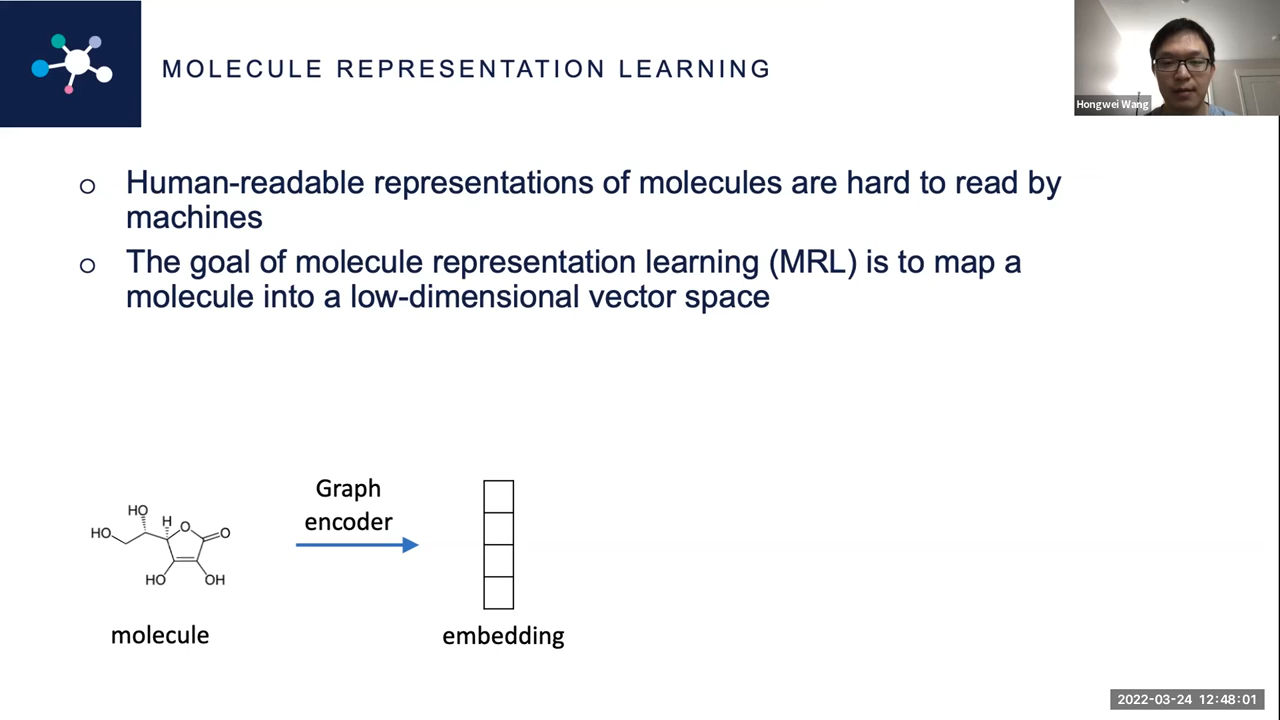 MOLECULE REPRESENTATION LEARNING
Hongwei Wang
○ Human-readable representations of molecules are hard to read by
machines
○ The goal of molecule representation learning (MRL) is to map a
molecule into a low-dimensional vector space
Graph
encoder
HO
HO
H
O
O
HO
OH
molecule
embedding
2022-03-24 12:48:01